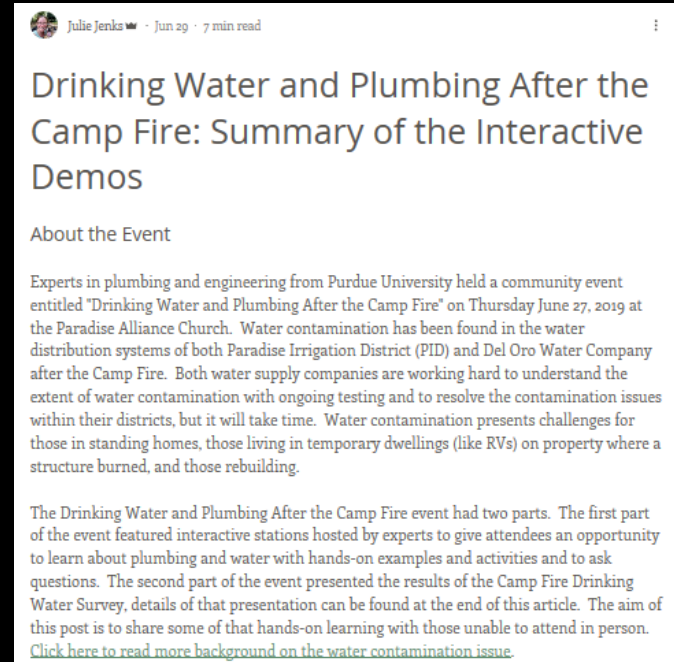 Julie Jenks · Jun 29 · 7 min read
Drinking Water and Plumbing After the
Camp Fire: Summary of the Interactive
Demos
About the Event
Experts in plumbing and engineering from Purdue University held a community event
entitled "Drinking Water and Plumbing After the Camp Fire" on Thursday June 27, 2019 at
the Paradise Alliance Church.  Water contamination has been found in the water
distribution systems of both Paradise Irrigation District (PID) and Del Oro Water Company
after the Camp Fire.  Both water supply companies are working hard to understand the
extent of water contamination with ongoing testing and to resolve the contamination issues
within their districts, but it will take time.  Water contamination presents challenges for
those in standing homes, those living in temporary dwellings (like RVs) on property where a
structure burned, and those rebuilding.
The Drinking Water and Plumbing After the Camp Fire event had two parts.  The first part
of the event featured interactive stations hosted by experts to give attendees an opportunity
to learn about plumbing and water with hands-on examples and activities and to ask
questions.  The second part of the event presented the results of the Camp Fire Drinking
Water Survey, details of that presentation can be found at the end of this article.  The aim of
this post is to share some of that hands-on learning with those unable to attend in person.
Click here to read more background on the water contamination issue.